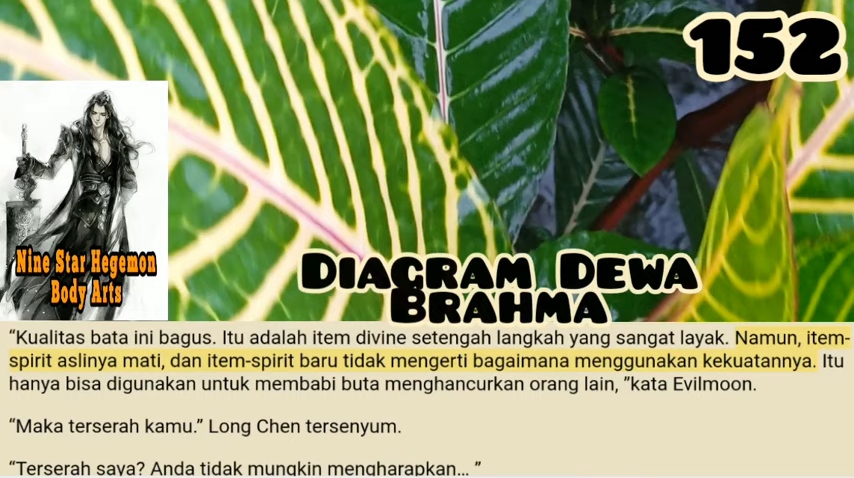 152
Nine Star Hegemon
Body Arts
Diagram Dewa
Brahma
“Kualitas bata ini bagus. Itu adalah item divine setengah langkah yang sangat layak. Namun, item-
spirit aslinya mati, dan item-spirit baru tidak mengerti bagaimana menggunakan kekuatannya. Itu
hanya bisa digunakan untuk membabi buta menghancurkan orang lain, ”kata Evilmoon.
“Maka terserah kamu.” Long Chen tersenyum.
“Terserah saya? Anda tidak mungkin mengharapkan… ”